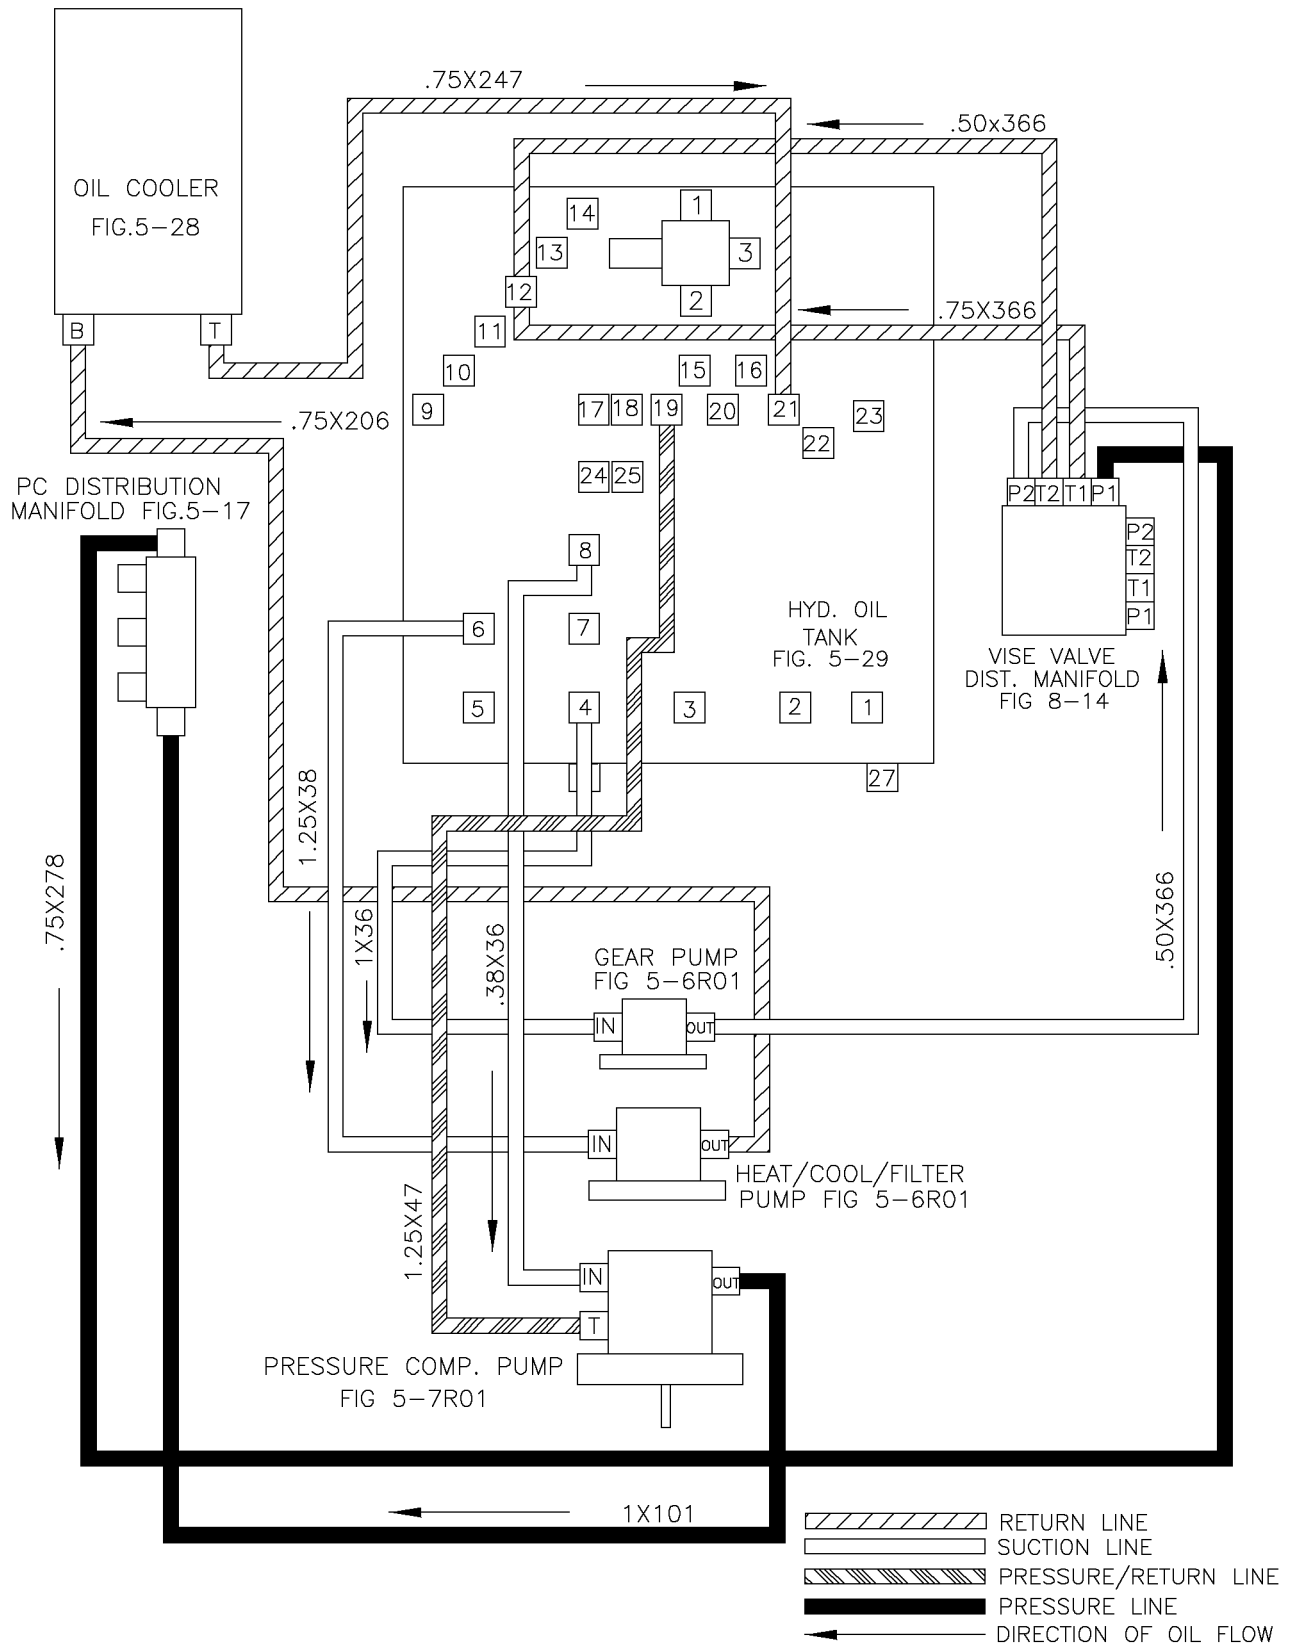 .75X247
.50x366
OIL COOLER
FIG.5-28
1
14
13
3
12
2
.75X366
B
T
11
10
15
16
9
17
18
19
20
21
23
22
.75X206
24
25
PC DISTRIBUTION
MANIFOLD FIG.5-17
P2
T2
T1
P1
P2
T2
T1
P1
8
6
7
HYD. OIL
TANK
FIG. 5-29
VISE VALVE
DIST. MANIFOLD
FIG 8-14
5
4
3
2
1
27
1.25X38
.75X278
1X36
.38X36
.50X366
GEAR PUMP
FIG 5-6R01
IN
OUT
IN
OUT
HEAT/COOL/FILTER
PUMP FIG 5-6R01
1.25X47
IN
OUT
T
PRESSURE COMP. PUMP
FIG 5-7R01
1X101
RETURN LINE
SUCTION LINE
PRESSURE/RETURN LINE
PRESSURE LINE
DIRECTION OF OIL FLOW